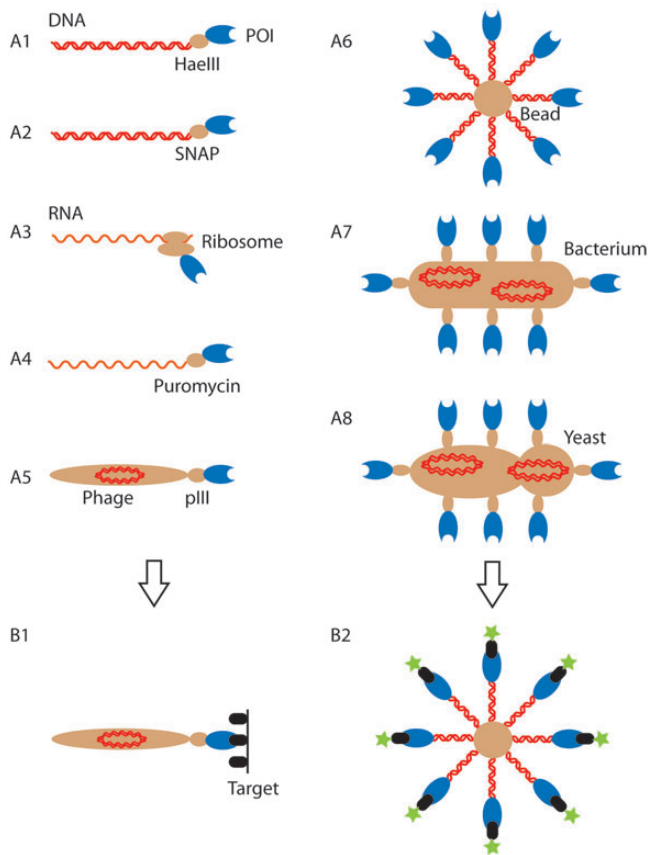 DNA
A1
POI
HaeIII
A2
SNAP
RNA
A3
Ribosome
A4
Puromycin
A5
Phage
pIII
B1
Target
A6
Bead
A7
Bacterium
A8
Yeast
B2